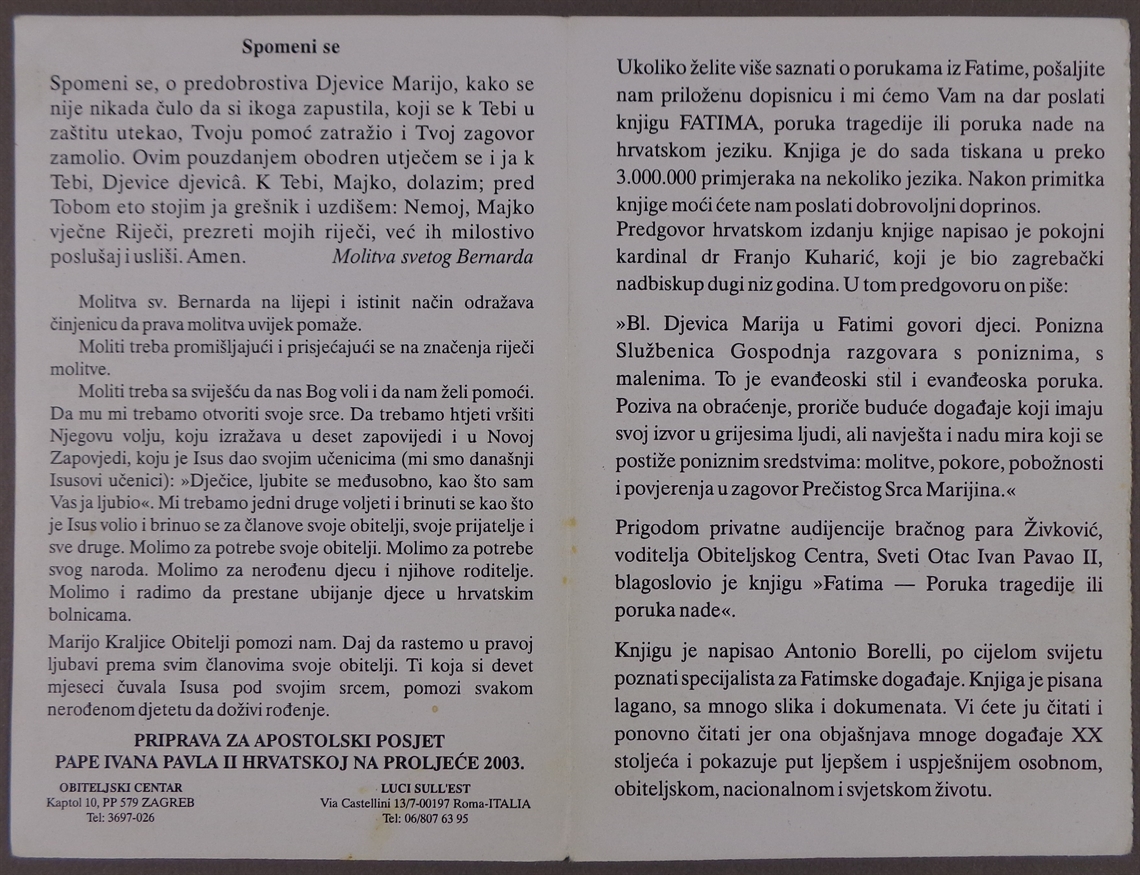 Spomeni se
Spomeni se, o predobrostiva Djevice Marijo, kako se
nije nikada čulo da si ikoga zapustila, koji se k Tebi u
zaštitu utekao, Tvoju pomoć zatražio i Tvoj zagovor
zamolio. Ovim pouzdanjem obodren utječem se i ja k
Tebi, Djevice djevicâ. K Tebi, Majko, dolazim; pred
Tobom eto stojim ja grešnik i uzdišem: Nemoj, Majko
vječne Riječi, prezreti mojih riječi, već ih milostivo
poslušaj i usliši. Amen. Molitva svetog Bernarda
Molitva sv. Bernarda na lijepi i istinit način odražava
činjenicu da prava molitva uvijek pomaže.
Moliti treba promišljajući i prisjećajući se na značenja riječi
molitve.
Moliti treba sa sviješću da nas Bog voli i da nam želi pomoći.
Da mu mi trebamo otvoriti svoje srce. Da trebamo htjeti vršiti
Njegovu volju, koju izražava u deset zapovijedi i u Novoj
Zapovjedi, koju je Isus dao svojim učenicima (mi smo današnji
Isusovi učenici): »Dječice, ljubite se međusobno, kao što sam
Vas ja ljubio«. Mi trebamo jedni druge voljeti i brinuti se kao što
je Isus volio i brinuo se za članove svoje obitelji, svoje prijatelje i
sve druge. Molimo za potrebe svoje obitelji. Molimo za potrebe
svog naroda. Molimo za nerođenu djecu i njihove roditelje.
Molimo i radimo da prestane ubijanje djece u hrvatskim
bolnicama.
Marijo Kraljice Obitelji pomozi nam. Daj da rastemo u pravoj
ljubavi prema svim članovima svoje obitelji. Ti koja si devet
mjeseci čuvala Isusa pod svojim srcem, pomozi svakom
nerođenom djetetu da doživi rođenje.
PRIPRAVA ZA APOSTOLSKI POSJET
PAPE IVANA PAVLA II HRVATSKOJ NA PROLJEĆE 2003.
OBITELJSKI CENTAR
Kaptol 10, PP 579 ZAGREB
Tel: 3697-026
LUCI SULL'EST
Via Castellini 13/7-00197 Roma-ITALIA
Tel: 06/807 63 95
Ukoliko želite više saznati o porukama iz Fatime, pošaljite
nam priloženu dopisnicu i mi ćemo Vam na dar poslati
knjigu FATIMA, poruka tragedije ili poruka nade na
hrvatskom jeziku. Knjiga je do sada tiskana u preko
3.000.000 primjeraka na nekoliko jezika. Nakon primitka
knjige moći ćete nam poslati dobrovoljni doprinos.
Predgovor hrvatskom izdanju knjige napisao je pokojni
kardinal dr Franjo Kuharić, koji je bio zagrebački
nadbiskup dugi niz godina. U tom predgovoru on piše:
»Bl. Djevica Marija u Fatimi govori djeci. Ponizna
Službenica Gospodnja razgovara s poniznima, s
malenima. To je evanđeoski stil i evanđeoska poruka.
Poziva na obraćenje, proriče buduće događaje koji imaju
svoj izvor u grijesima ljudi, ali navješta i nadu mira koji se
postiže poniznim sredstvima: molitve, pokore, pobožnosti
i povjerenja u zagovor Prečistog Srca Marijina.«
Prigodom privatne audijencije bračnog para Živković,
voditelja Obiteljskog Centra, Sveti Otac Ivan Pavao II,
blagoslovio je knjigu »Fatima — Poruka tragedije ili
poruka nade«.
Knjigu je napisao Antonio Borelli, po cijelom svijetu
poznati specijalista za Fatimske događaje. Knjiga je pisana
lagano, sa mnogo slika i dokumenata. Vi ćete ju čitati i
ponovno čitati jer ona objašnjava mnoge događaje XX
stoljeća i pokazuje put ljepšem i uspješnijem osobnom,
obiteljskom, nacionalnom i svjetskom životu.